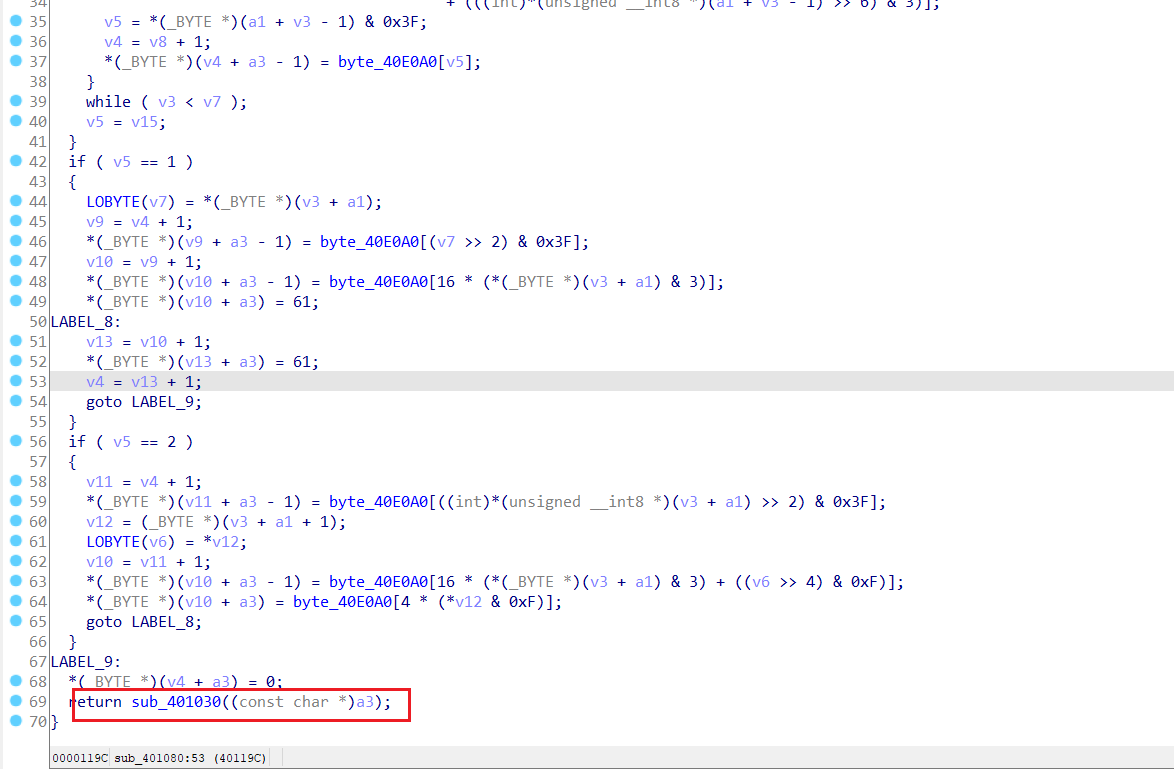 34 + (((int)*(unsigned __int8 *)(a1 + v3 - 1) >> 6) & 3)];
35 v5 = *(_BYTE *)(a1 + v3 - 1) & 0x3F;
36 v4 = v8 + 1;
37 *(_BYTE *)(v4 + a3 - 1) = byte_40E0A0[v5];
38 }
39 while ( v3 < v7 );
40 v5 = v15;
41 }
42 if ( v5 == 1 )
43 {
44 LOBYTE(v7) = *(_BYTE *)(v3 + a1);
45 v9 = v4 + 1;
46 *(_BYTE *)(v9 + a3 - 1) = byte_40E0A0[(v7 >> 2) & 0x3F];
47 v10 = v9 + 1;
48 *(_BYTE *)(v10 + a3 - 1) = byte_40E0A0[16 * (*(_BYTE *)(v3 + a1) & 3)];
49 *(_BYTE *)(v10 + a3) = 61;
50 LABEL_8:
51 v13 = v10 + 1;
52 *(_BYTE *)(v13 + a3) = 61;
53 v4 = v13 + 1;
54 goto LABEL_9;
55 }
56 if ( v5 == 2 )
57 {
58 v11 = v4 + 1;
59 *(_BYTE *)(v11 + a3 - 1) = byte_40E0A0[((int)*(unsigned __int8 *)(v3 + a1) >> 2) & 0x3F];
60 v12 = (_BYTE *)(v3 + a1 + 1);
61 LOBYTE(v6) = *v12;
62 v10 = v11 + 1;
63 *(_BYTE *)(v10 + a3 - 1) = byte_40E0A0[16 * (*(_BYTE *)(v3 + a1) & 3) + ((v6 >> 4) & 0xF)];
64 *(_BYTE *)(v10 + a3) = byte_40E0A0[4 * (*v12 & 0xF)];
65 goto LABEL_8;
66 }
67 LABEL_9:
68 *(_BYTE *)(v4 + a3) = 0;
69 return sub_401030((const char *)a3);
70 }
0000119C sub_401080:53 (40119C)